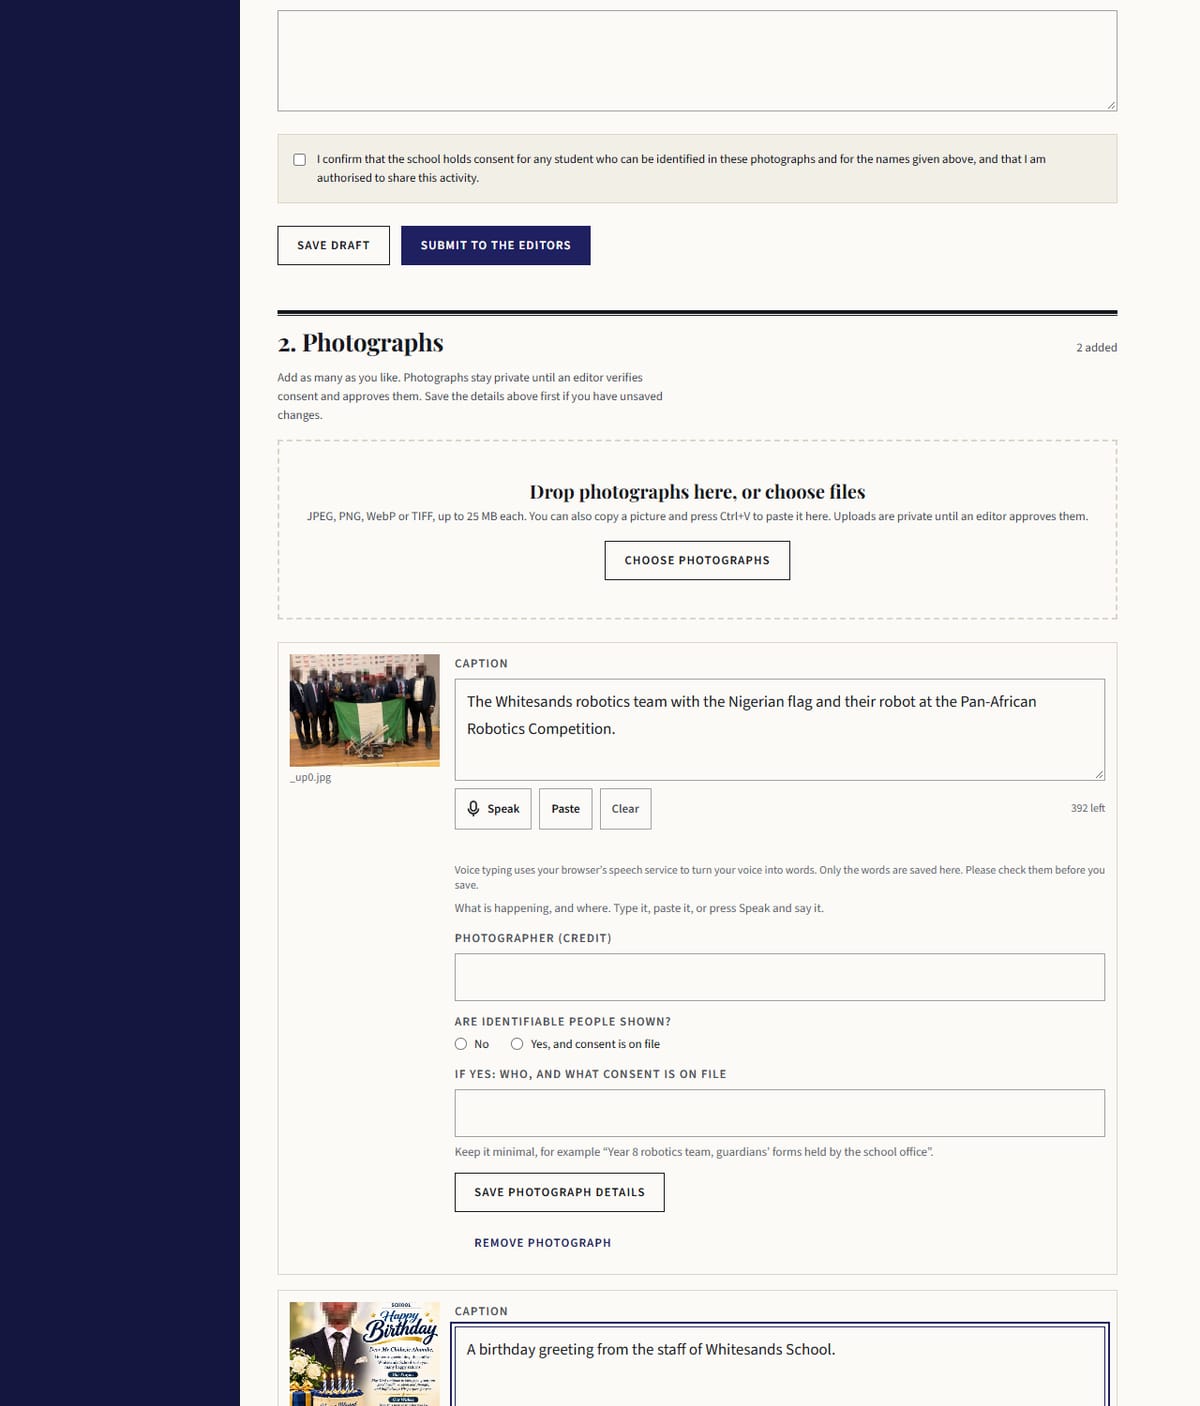 I confirm that the school holds consent for any student who can be identified in these photographs and for the names given above, and that I am
authorised to share this activity.
SAVE DRAFT
SUBMIT TO THE EDITORS
2. Photographs
2 added
Add as many as you like. Photographs stay private until an editor verifies
consent and approves them. Save the details above first if you have unsaved
changes.
Drop photographs here, or choose files
JPEG, PNG, WebP or TIFF, up to 25 MB each. You can also copy a picture and press Ctrl+V to paste it here. Uploads are private until an editor approves them.
CHOOSE PHOTOGRAPHS
_up0.jpg
CAPTION
The Whitesands robotics team with the Nigerian flag and their robot at the Pan-African
Robotics Competition.
Speak
Paste
Clear
392 left
Voice typing uses your browser’s speech service to turn your voice into words. Only the words are saved here. Please check them before you
save.
What is happening, and where. Type it, paste it, or press Speak and say it.
PHOTOGRAPHER (CREDIT)
ARE IDENTIFIABLE PEOPLE SHOWN?
No
Yes, and consent is on file
IF YES: WHO, AND WHAT CONSENT IS ON FILE
Keep it minimal, for example “Year 8 robotics team, guardians’ forms held by the school office”.
SAVE PHOTOGRAPH DETAILS
REMOVE PHOTOGRAPH
SCHOOL
Happy
Birthday
CAPTION
A birthday greeting from the staff of Whitesands School.